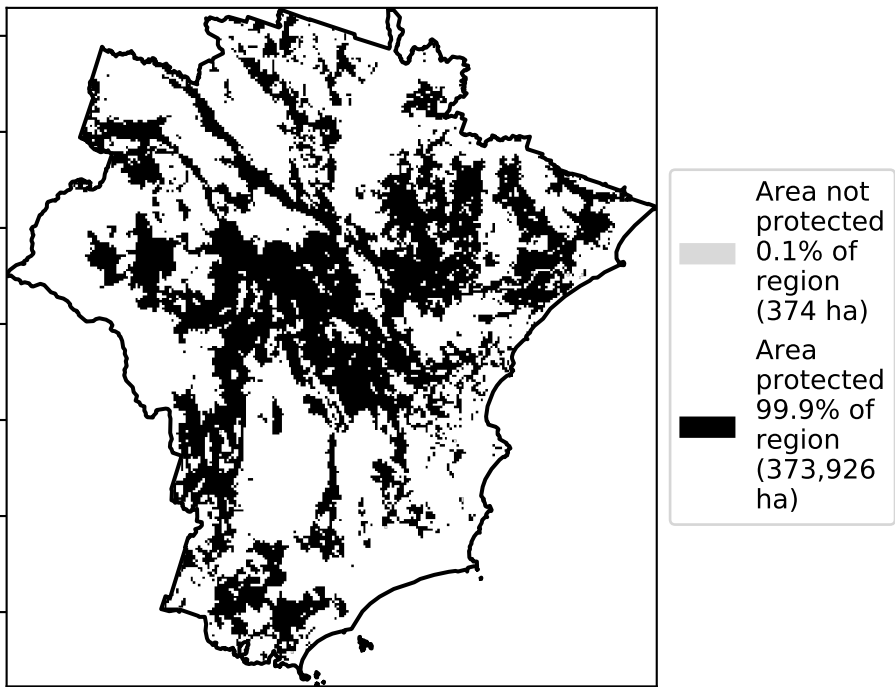 Area not
protected
0.1% of
region
(374 ha)
Area
protected
99.9% of
region
(373,926
ha)